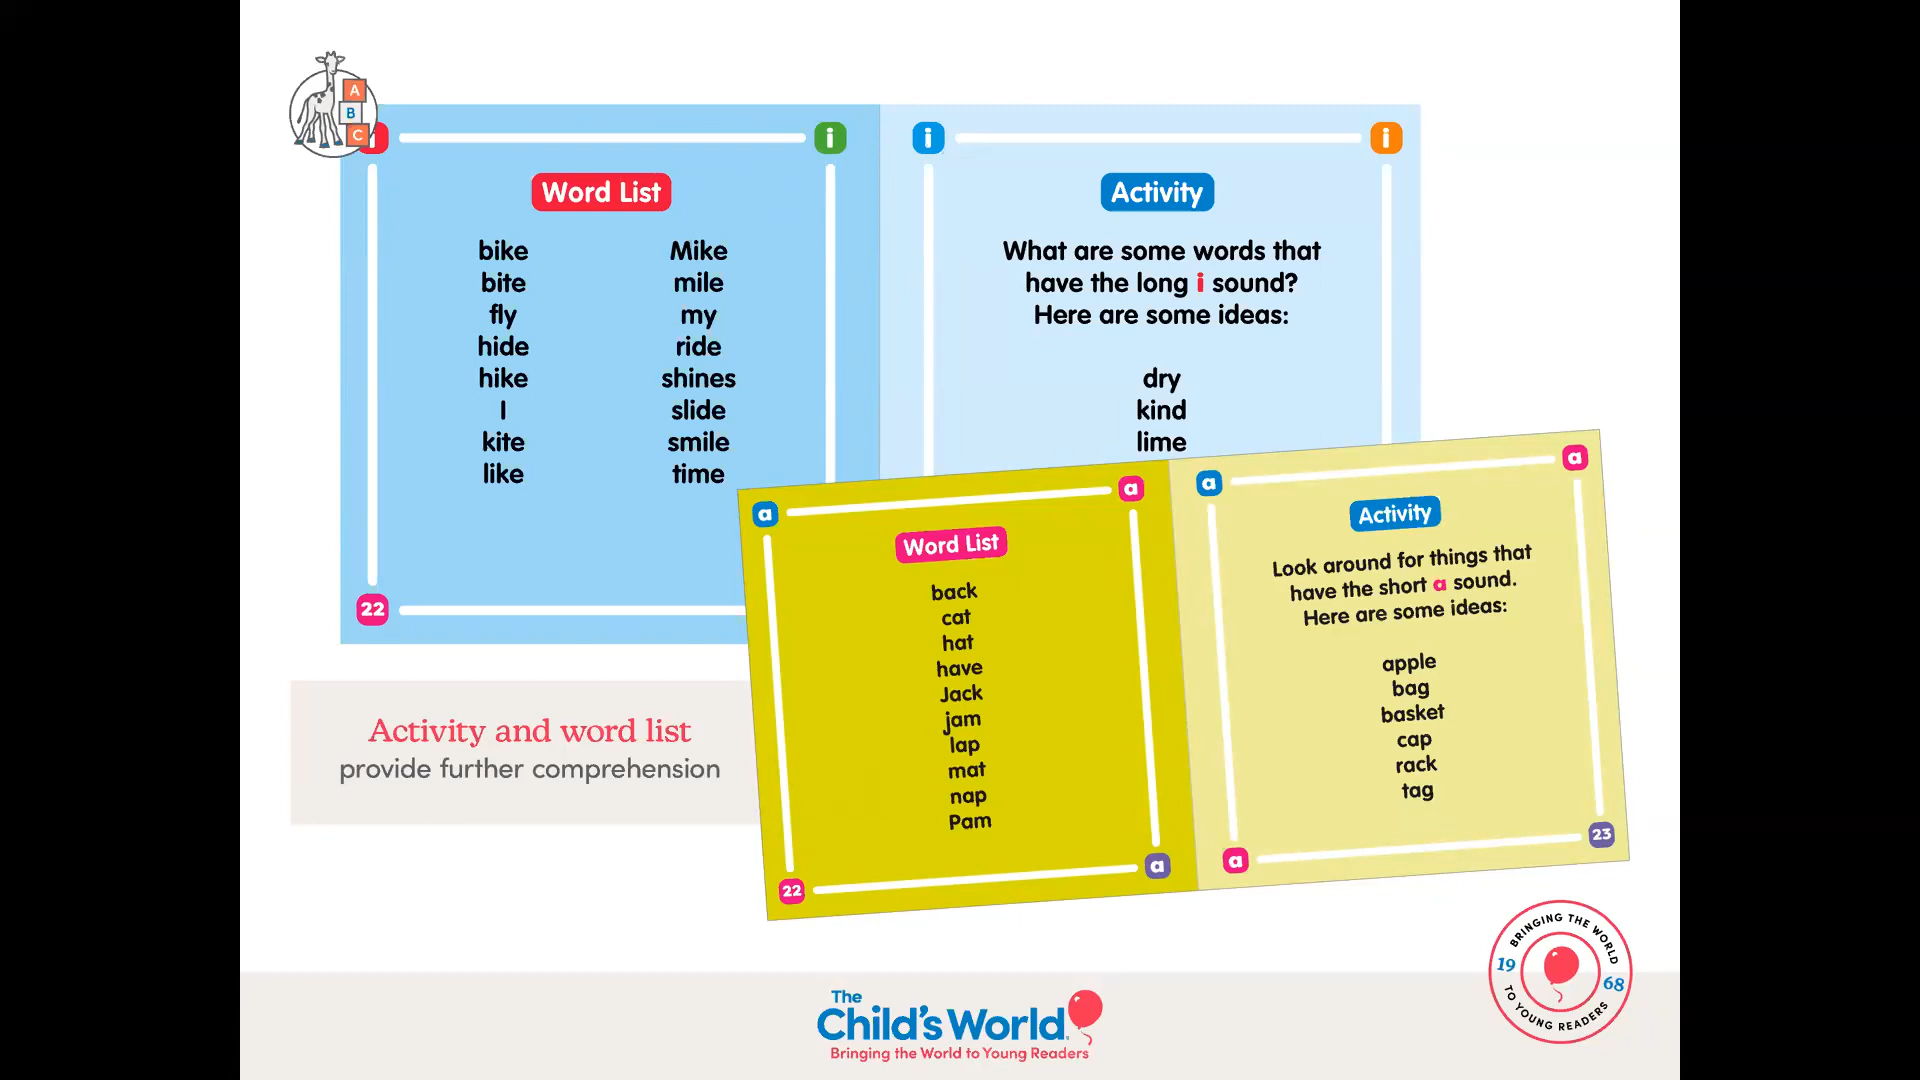 A
B
C
i
i
Word List
bike
bite
fly
hide
hike
I
kite
like
Mike
mile
my
ride
shines
slide
smile
time
22
i
i
Activity
What are some words that
have the long i sound?
Here are some ideas:
dry
kind
lime
a
a
Word List
back
cat
hat
have
Jack
jam
lap
mat
nap
Pam
22
a
a
a
Activity
Look around for things that
have the short a sound.
Here are some ideas:
apple
bag
basket
cap
rack
tag
a
23
Activity and word list
provide further comprehension
The
Child's World
Bringing the World to Young Readers
BRINGING THE WORLD
19
68
TO YOUNG READERS